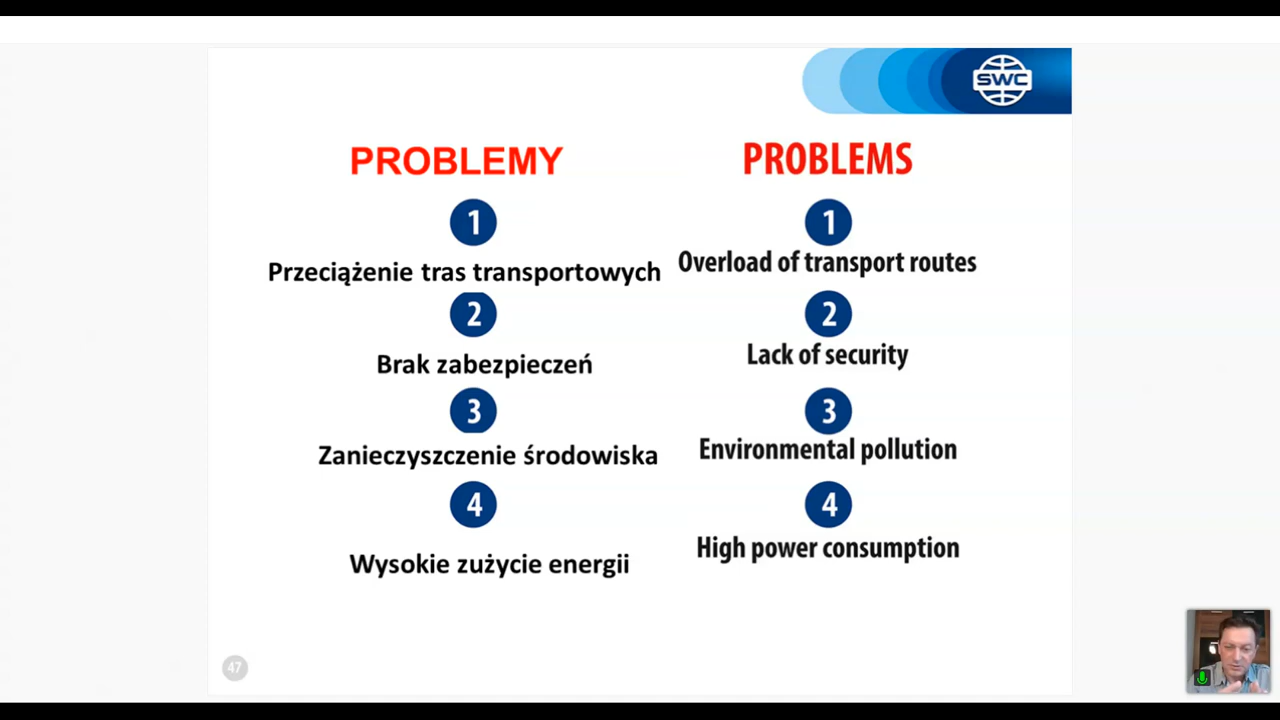 SWC
PROBLEMY
1
Przeciążenie tras transportowych
2
Brak zabezpieczeń
3
Zanieczyszczenie środowiska
4
Wysokie zużycie energii
PROBLEMS
1
Overload of transport routes
2
Lack of security
3
Environmental pollution
4
High power consumption
47